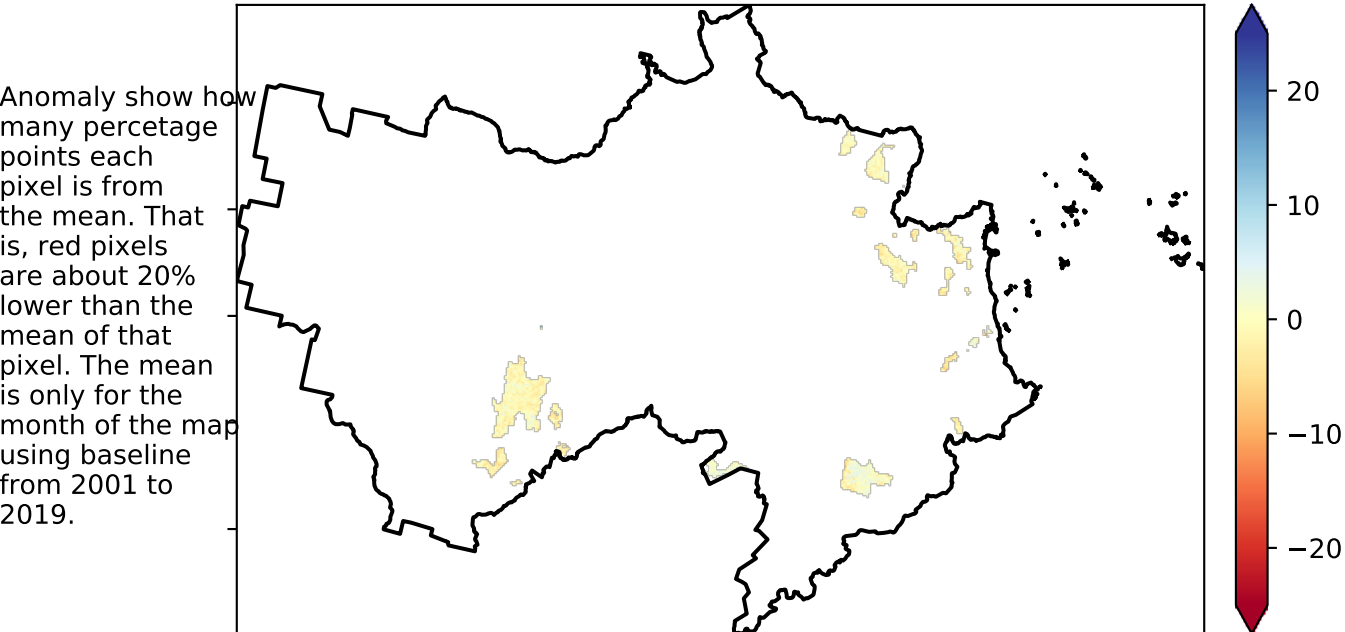 Anomaly show how
many percetage
points each
pixel is from
the mean. That
is, red pixels
are about 20%
lower than the
mean of that
pixel. The mean
is only for the
month of the map
using baseline
from 2001 to
2019.
20
10
0
−10
−20